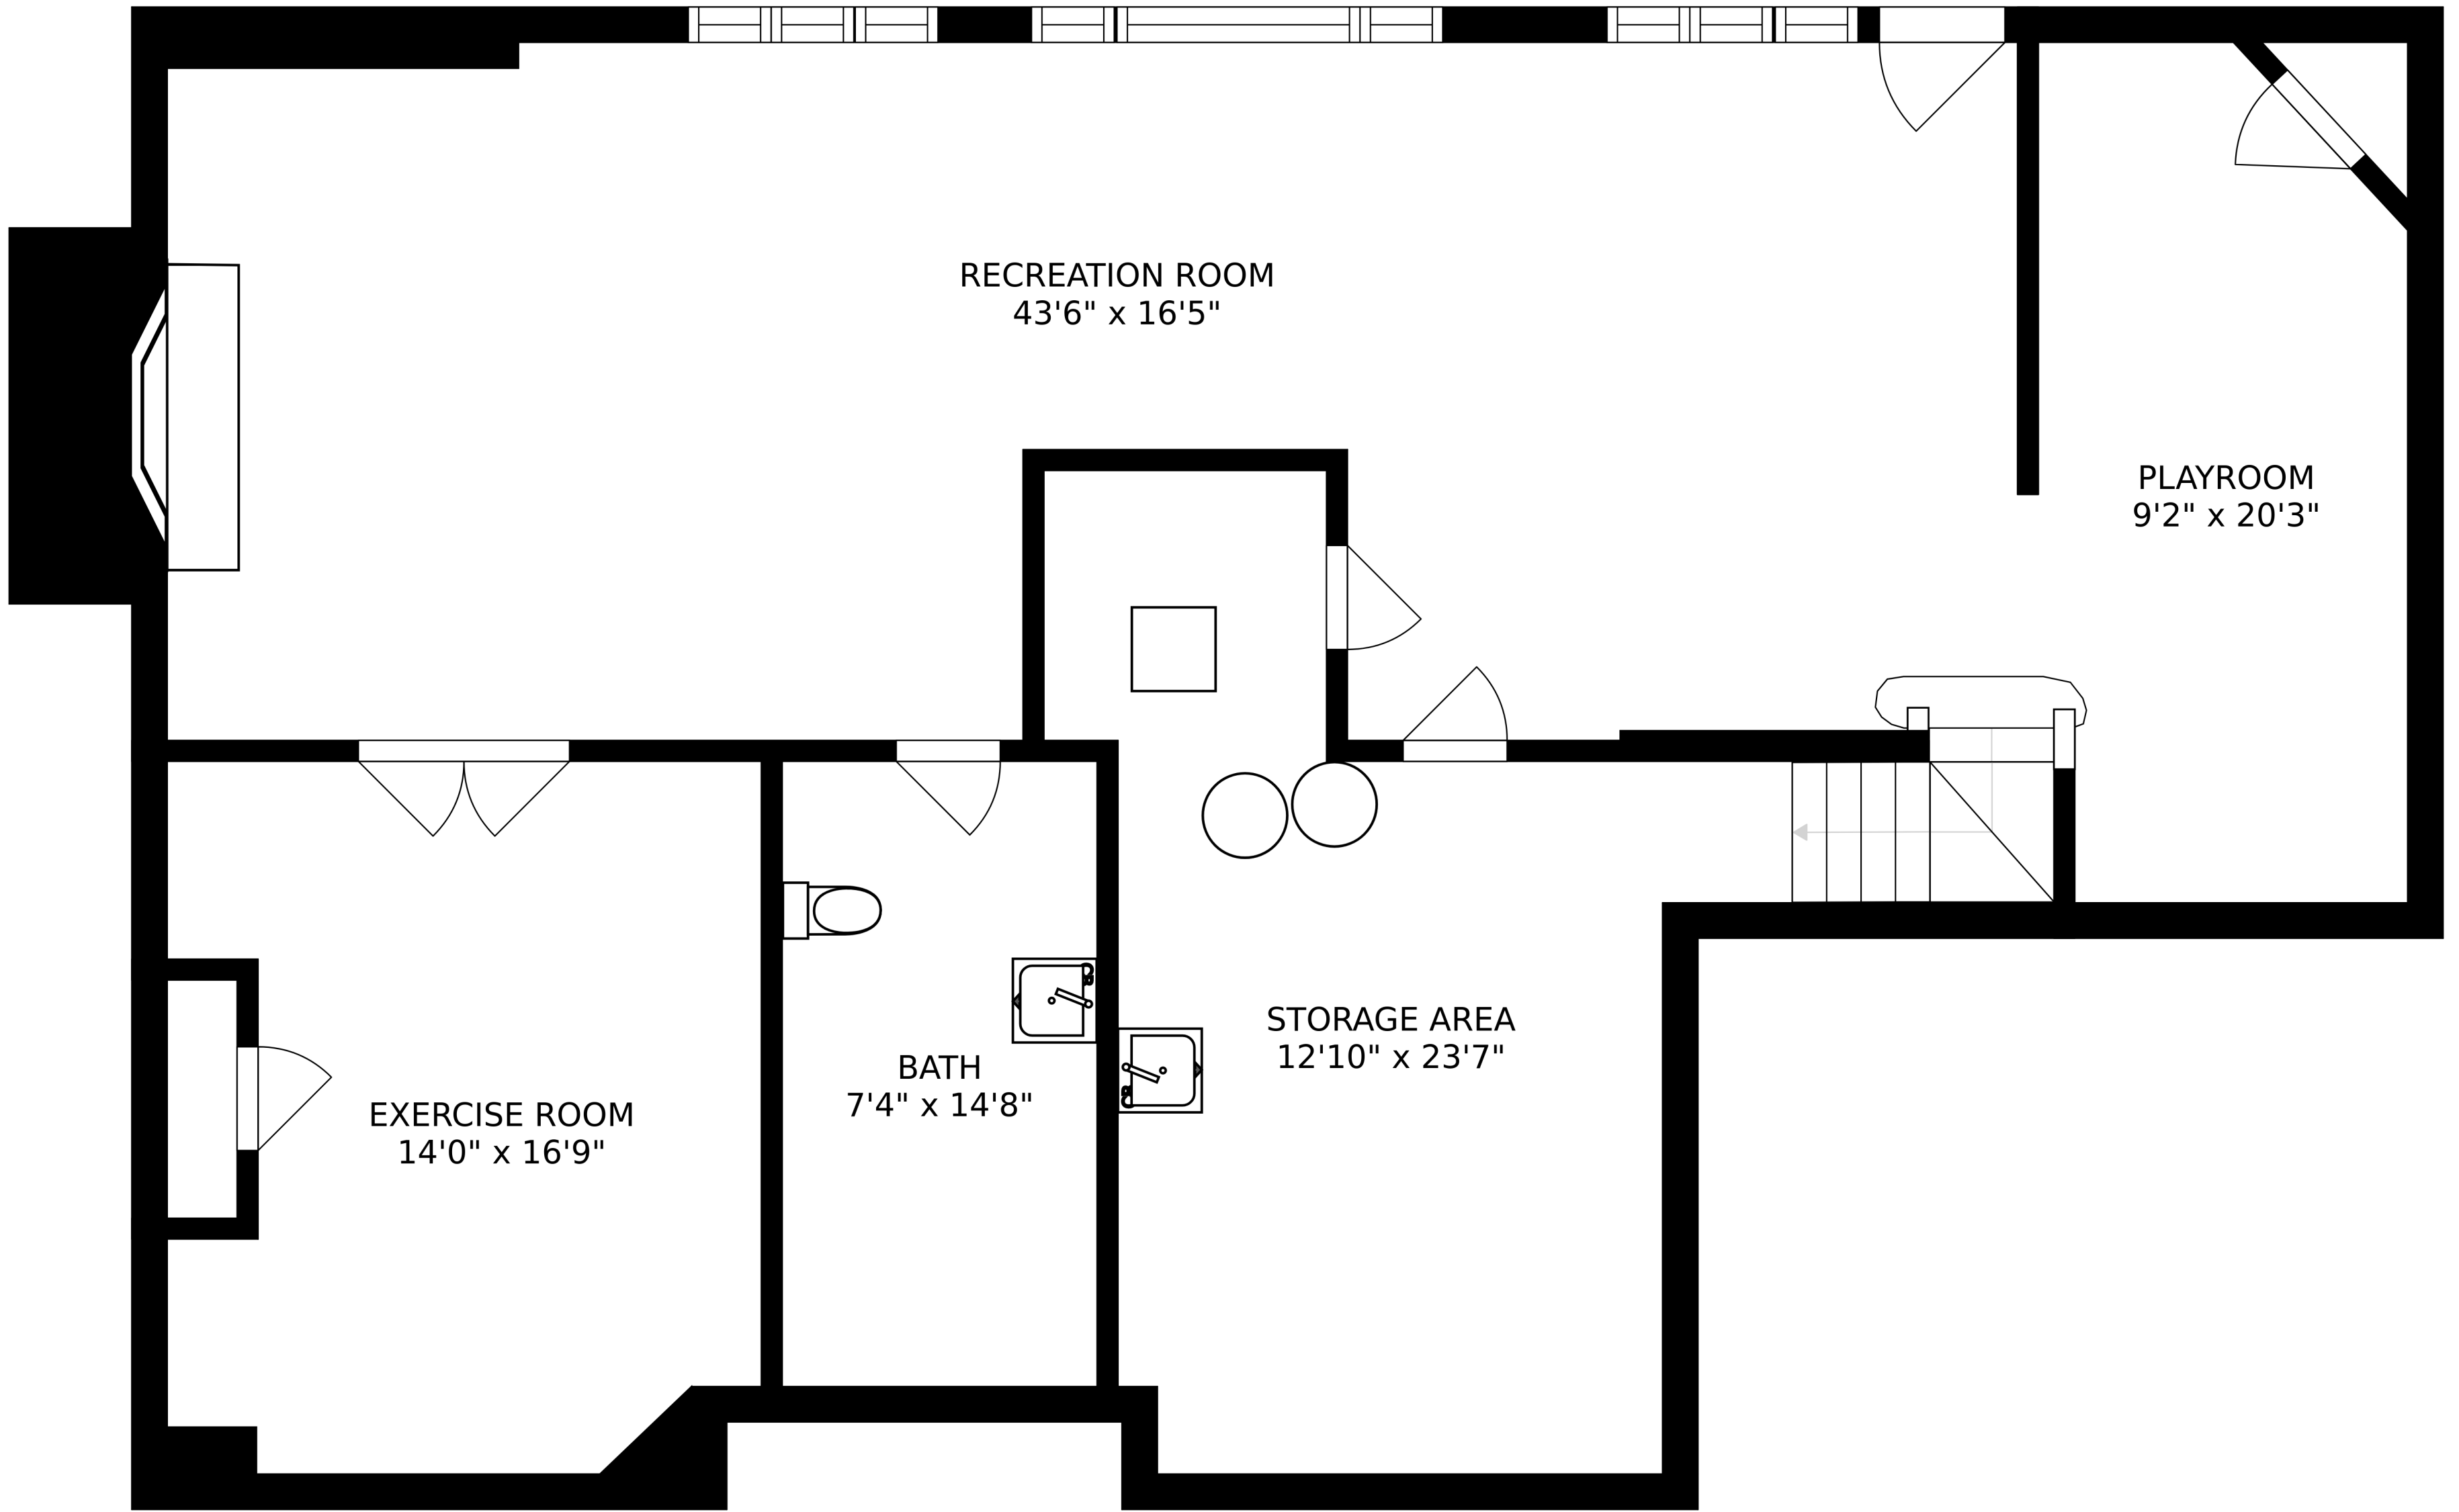 RECREATION ROOM
43'6" x 16'5"
PLAYROOM
9'2" x 20'3"
STORAGE AREA
12'10" x 23'7"
BATH
7'4" x 14'8"
EXERCISE ROOM
14'0" x 16'9"